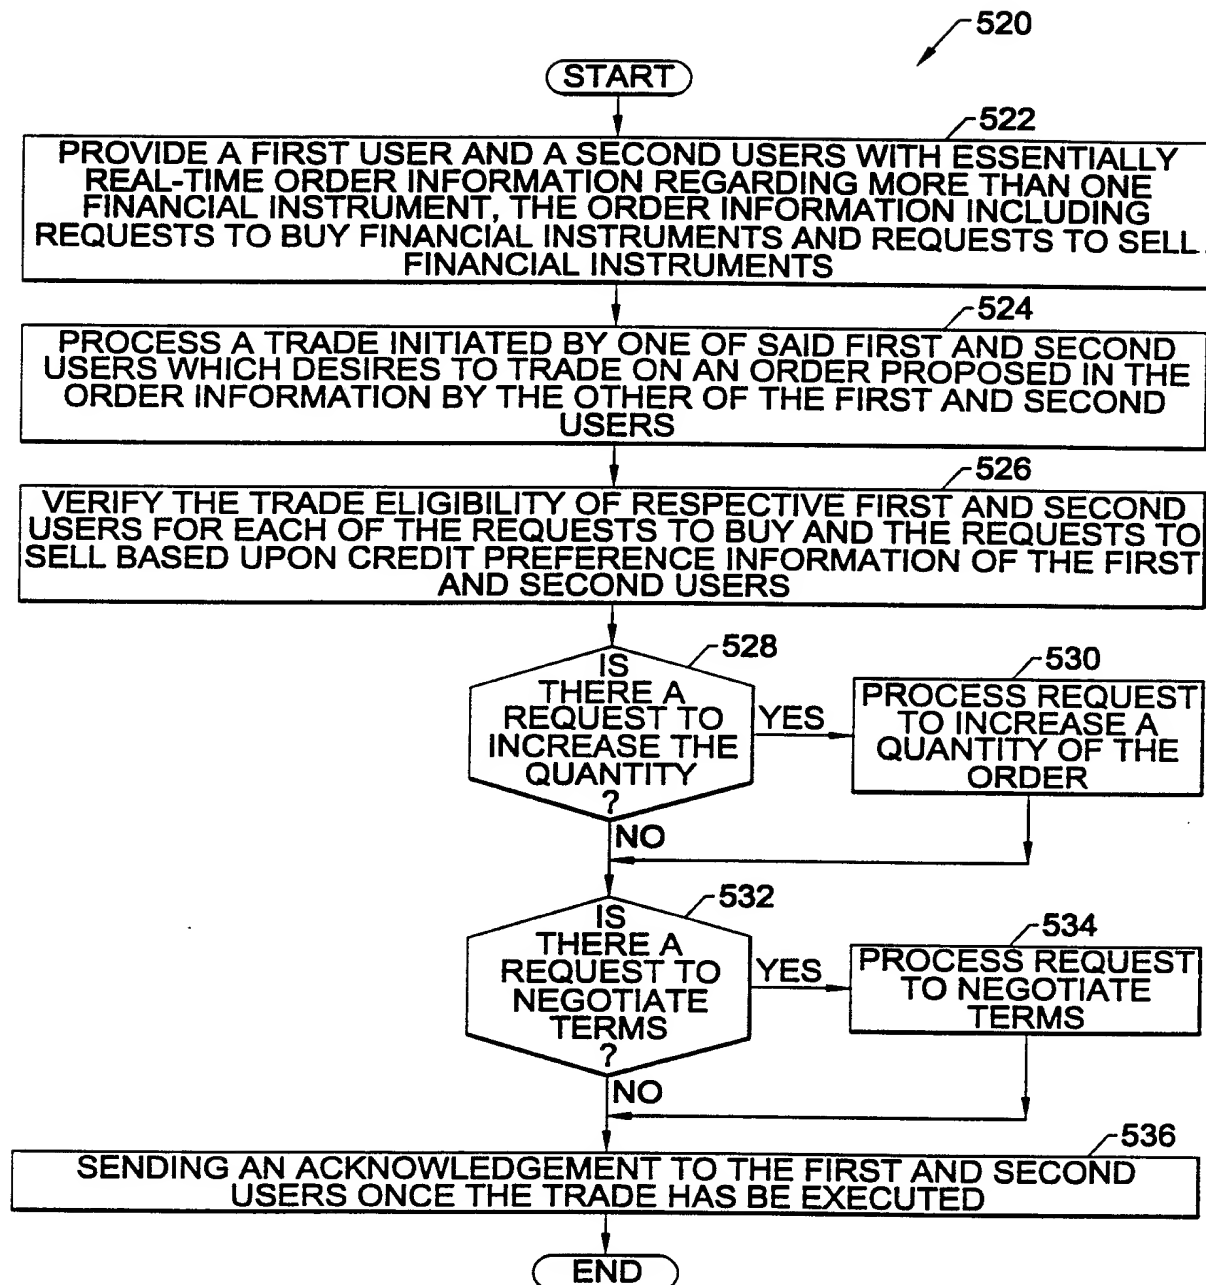 520
START
522
PROVIDE A FIRST USER AND A SECOND USERS WITH ESSENTIALLY
REAL-TIME ORDER INFORMATION REGARDING MORE THAN ONE
FINANCIAL INSTRUMENT, THE ORDER INFORMATION INCLUDING
REQUESTS TO BUY FINANCIAL INSTRUMENTS AND REQUESTS TO SELL
FINANCIAL INSTRUMENTS
524
PROCESS A TRADE INITIATED BY ONE OF SAID FIRST AND SECOND
USERS WHICH DESIRES TO TRADE ON AN ORDER PROPOSED IN THE
ORDER INFORMATION BY THE OTHER OF THE FIRST AND SECOND
USERS
526
VERIFY THE TRADE ELIGIBILITY OF RESPECTIVE FIRST AND SECOND
USERS FOR EACH OF THE REQUESTS TO BUY AND THE REQUESTS TO
SELL BASED UPON CREDIT PREFERENCE INFORMATION OF THE FIRST
AND SECOND USERS
528
IS
THERE A
REQUEST TO
INCREASE THE
QUANTITY
?
YES
530
PROCESS REQUEST
TO INCREASE A
QUANTITY OF THE
ORDER
NO
532
IS
THERE A
REQUEST TO
NEGOTIATE
TERMS
?
YES
534
PROCESS REQUEST
TO NEGOTIATE
TERMS
NO
536
SENDING AN ACKNOWLEDGEMENT TO THE FIRST AND SECOND
USERS ONCE THE TRADE HAS BE EXECUTED
END